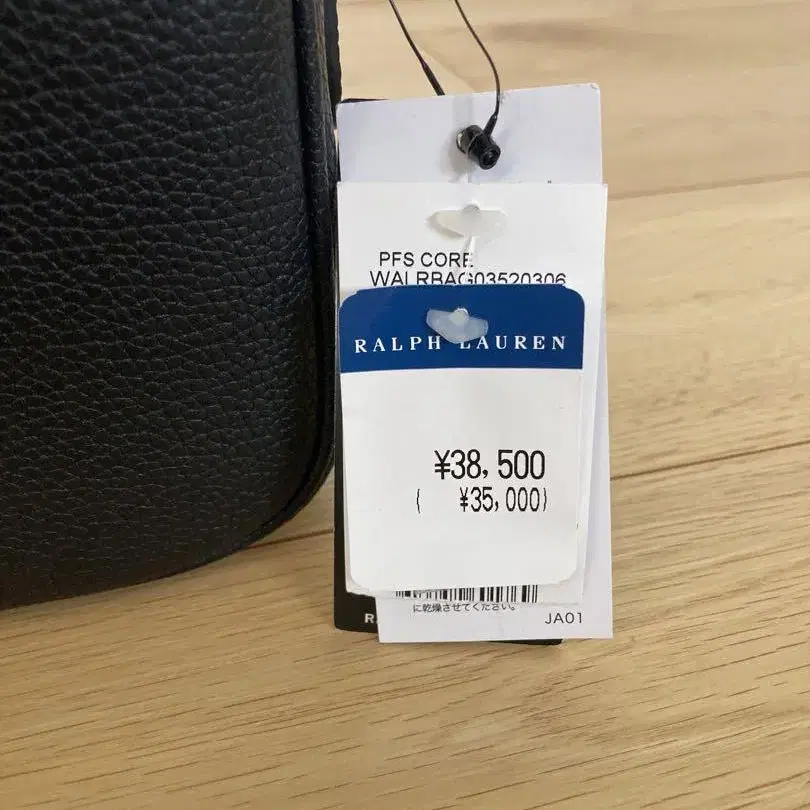 PFS CORE
WALRBAG03520306
RALPH LAUREN
¥38,500
( ¥35,000)
に乾燥させてください。
JA01